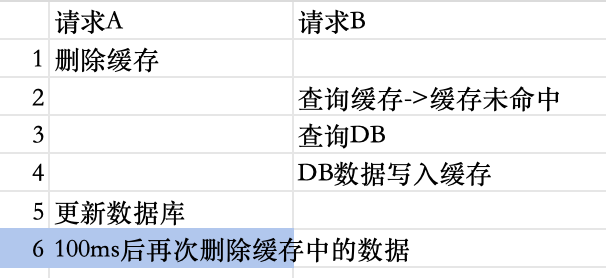 请求A 请求B
1 删除缓存
2 查询缓存->缓存未命中
3 查询DB
4 DB数据写入缓存
5 更新数据库
6 100ms后再次删除缓存中的数据